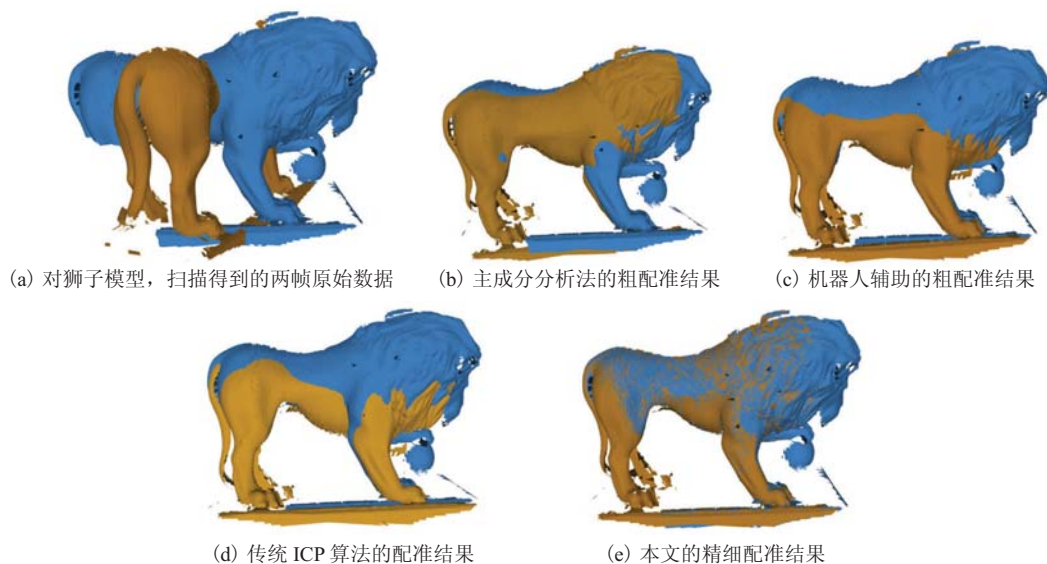 (a) 对狮子模型，扫描得到的两帧原始数据
(b) 主成分分析法的粗配准结果
(c) 机器人辅助的粗配准结果
(d) 传统 ICP 算法的配准结果
(e) 本文的精细配准结果